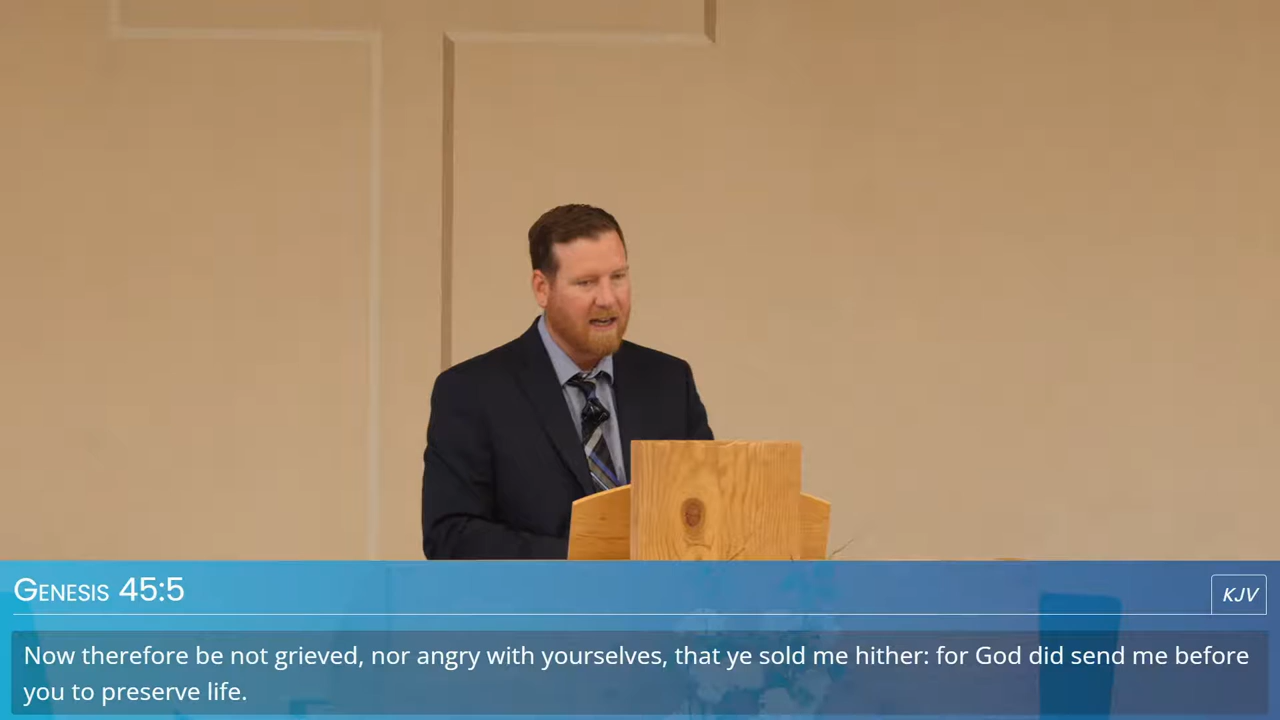 Genesis 45:5
KJV
Now therefore be not grieved, nor angry with yourselves, that ye sold me hither: for God did send me before
you to preserve life.